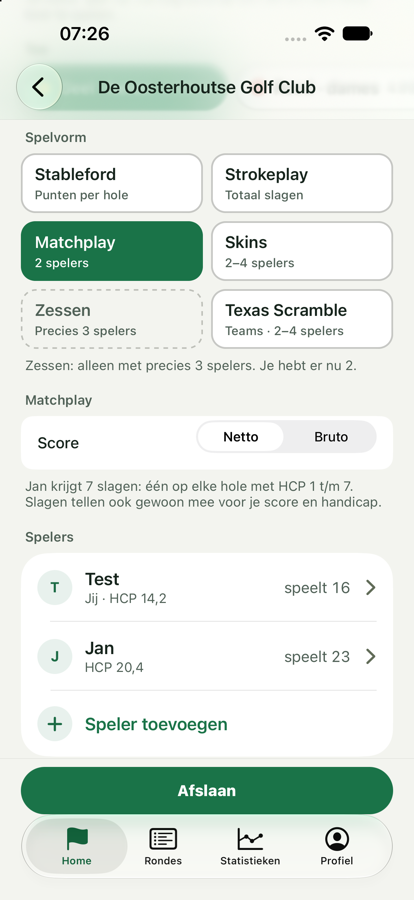 07:26
De Oosterhoutse Golf Club
Spelvorm
Stableford
Punten per hole
Strokeplay
Totaal slagen
Matchplay
2 spelers
Skins
2–4 spelers
Zessen
Precies 3 spelers
Texas Scramble
Teams · 2–4 spelers
Zessen: alleen met precies 3 spelers. Je hebt er nu 2.
Matchplay
Score
Netto
Bruto
Jan krijgt 7 slagen: één op elke hole met HCP 1 t/m 7.
Slagen tellen ook gewoon mee voor je score en handicap.
Spelers
T
Test
Jij · HCP 14,2
speelt 16
J
Jan
HCP 20,4
speelt 23
Speler toevoegen
Afslaan
Home
Rondes
Statistieken
Profiel